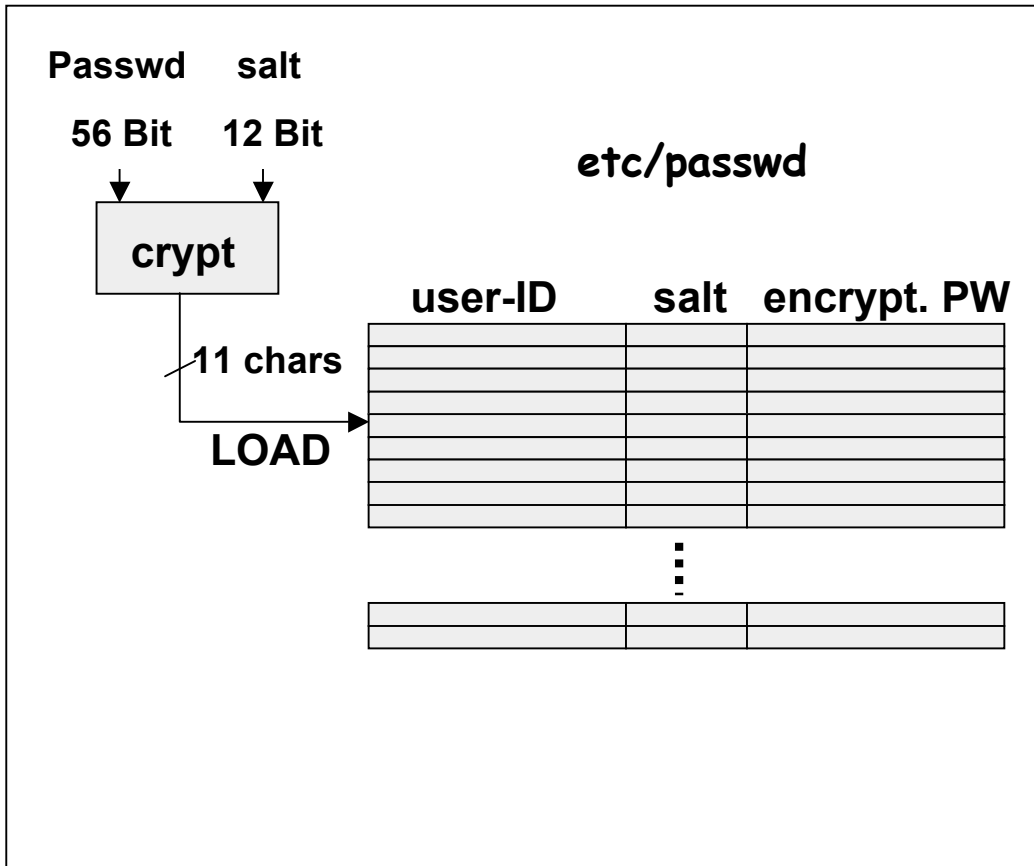 Passwd salt
56 Bit 12 Bit
etc/passwd
crypt
user-ID salt encrypt. PW
11 chars
LOAD